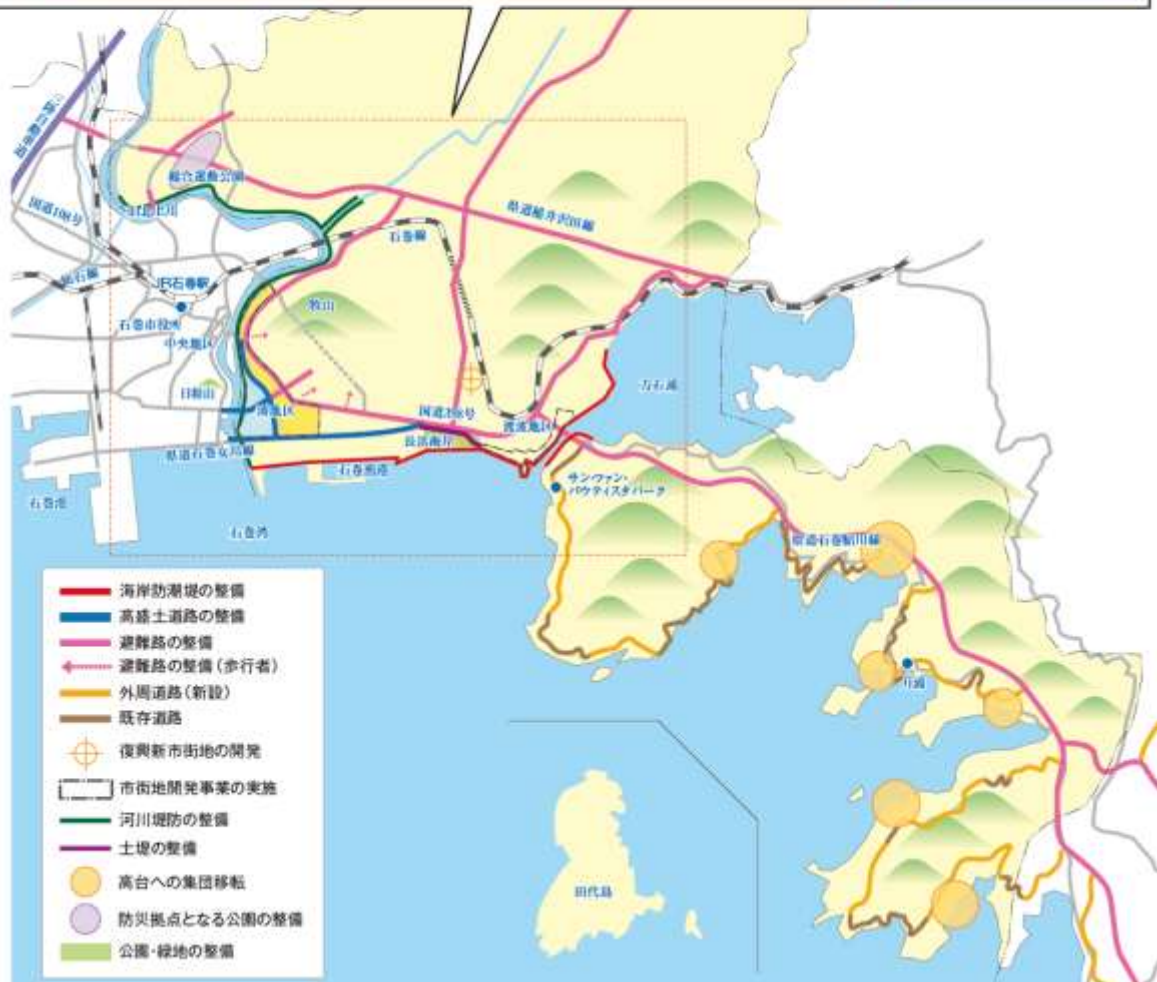 三陸自動車道
総合運動公園
国道108号
旧北上川
県道稲井沢田線
石巻線
仙石線
JR石巻駅
石巻市役所
中央地区
牧山
日和山
湊地区
国道398号
渡波地区
万石浦
長浜海岸
県道石巻女川線
石巻漁港
サン・ファン・
バウティスタパーク
石巻港
石巻湾
県道石巻鮎川線
月浦
田代島
海岸防潮堤の整備
高盛土道路の整備
避難路の整備
避難路の整備(歩行者)
外周道路(新設)
既存道路
復興新市街地の開発
市街地開発事業の実施
河川堤防の整備
土堤の整備
高台への集団移転
防災拠点となる公園の整備
公園・緑地の整備